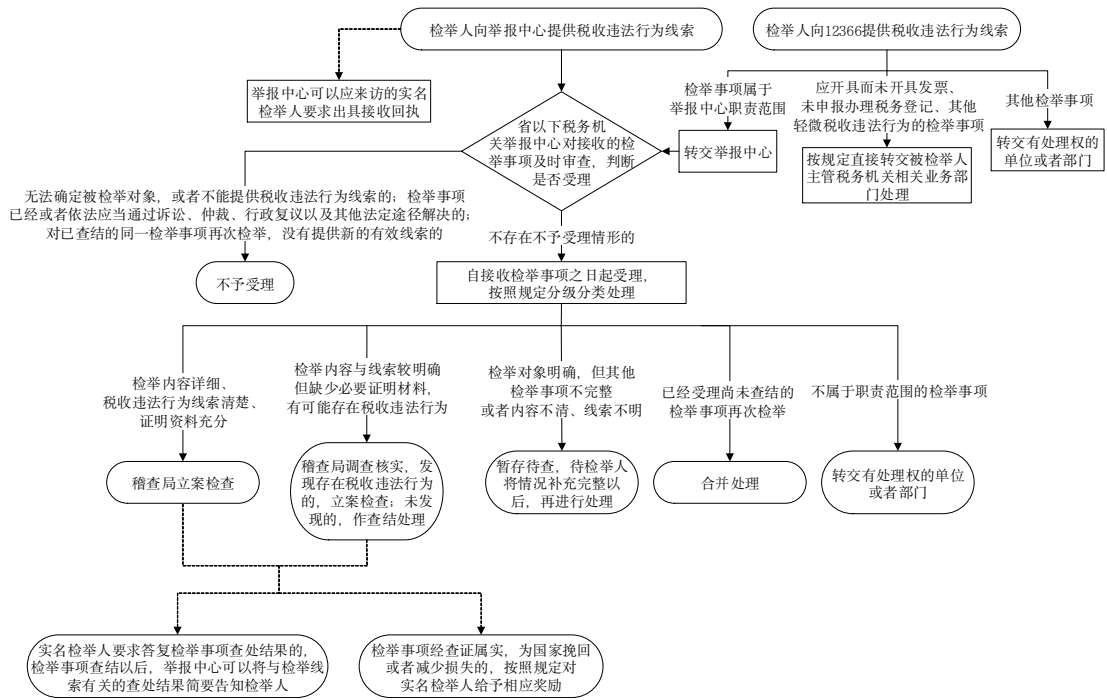 检举人向举报中心提供税收违法行为线索
检举人向12366提供税收违法行为线索
举报中心可以应来访的实名
检举人要求出具接收回执
检举事项属于
举报中心职责范围
应开具而未开具发票、
未申报办理税务登记、其他
轻微税收违法行为的检举事项
其他检举事项
省以下税务机
关举报中心对接收的检
举事项及时审查，判断
是否受理
转交举报中心
按规定直接转交被检举人
主管税务机关相关业务部
门处理
转交有处理权的
单位或者部门
无法确定被检举对象，或者不能提供税收违法行为线索的；检举事项
已经或者依法应当通过诉讼、仲裁、行政复议以及其他法定途径解决的；
对已查结的同一检举事项再次检举，没有提供新的有效线索的
不存在不予受理情形的
不予受理
自接收检举事项之日起受理，
按照规定分级分类处理
检举内容详细、
税收违法行为线索清楚、
证明资料充分
检举内容与线索较明确
但缺少必要证明材料，
有可能存在税收违法行为
检举对象明确，但其他
检举事项不完整
或者内容不清、线索不明
已经受理尚未查结的
检举事项再次检举
不属于职责范围的检举事项
稽查局立案检查
稽查局调查核实，发
现存在税收违法行为
的，立案检查；未发
现的，作查结处理
暂存待查，待检举人
将情况补充完整以
后，再进行处理
合并处理
转交有处理权的单位
或者部门
实名检举人要求答复检举事项查处结果的，
检举事项查结以后，举报中心可以将与检举线
索有关的查处结果简要告知检举人
检举事项经查证属实，为国家挽回
或者减少损失的，按照规定对
实名检举人给予相应奖励